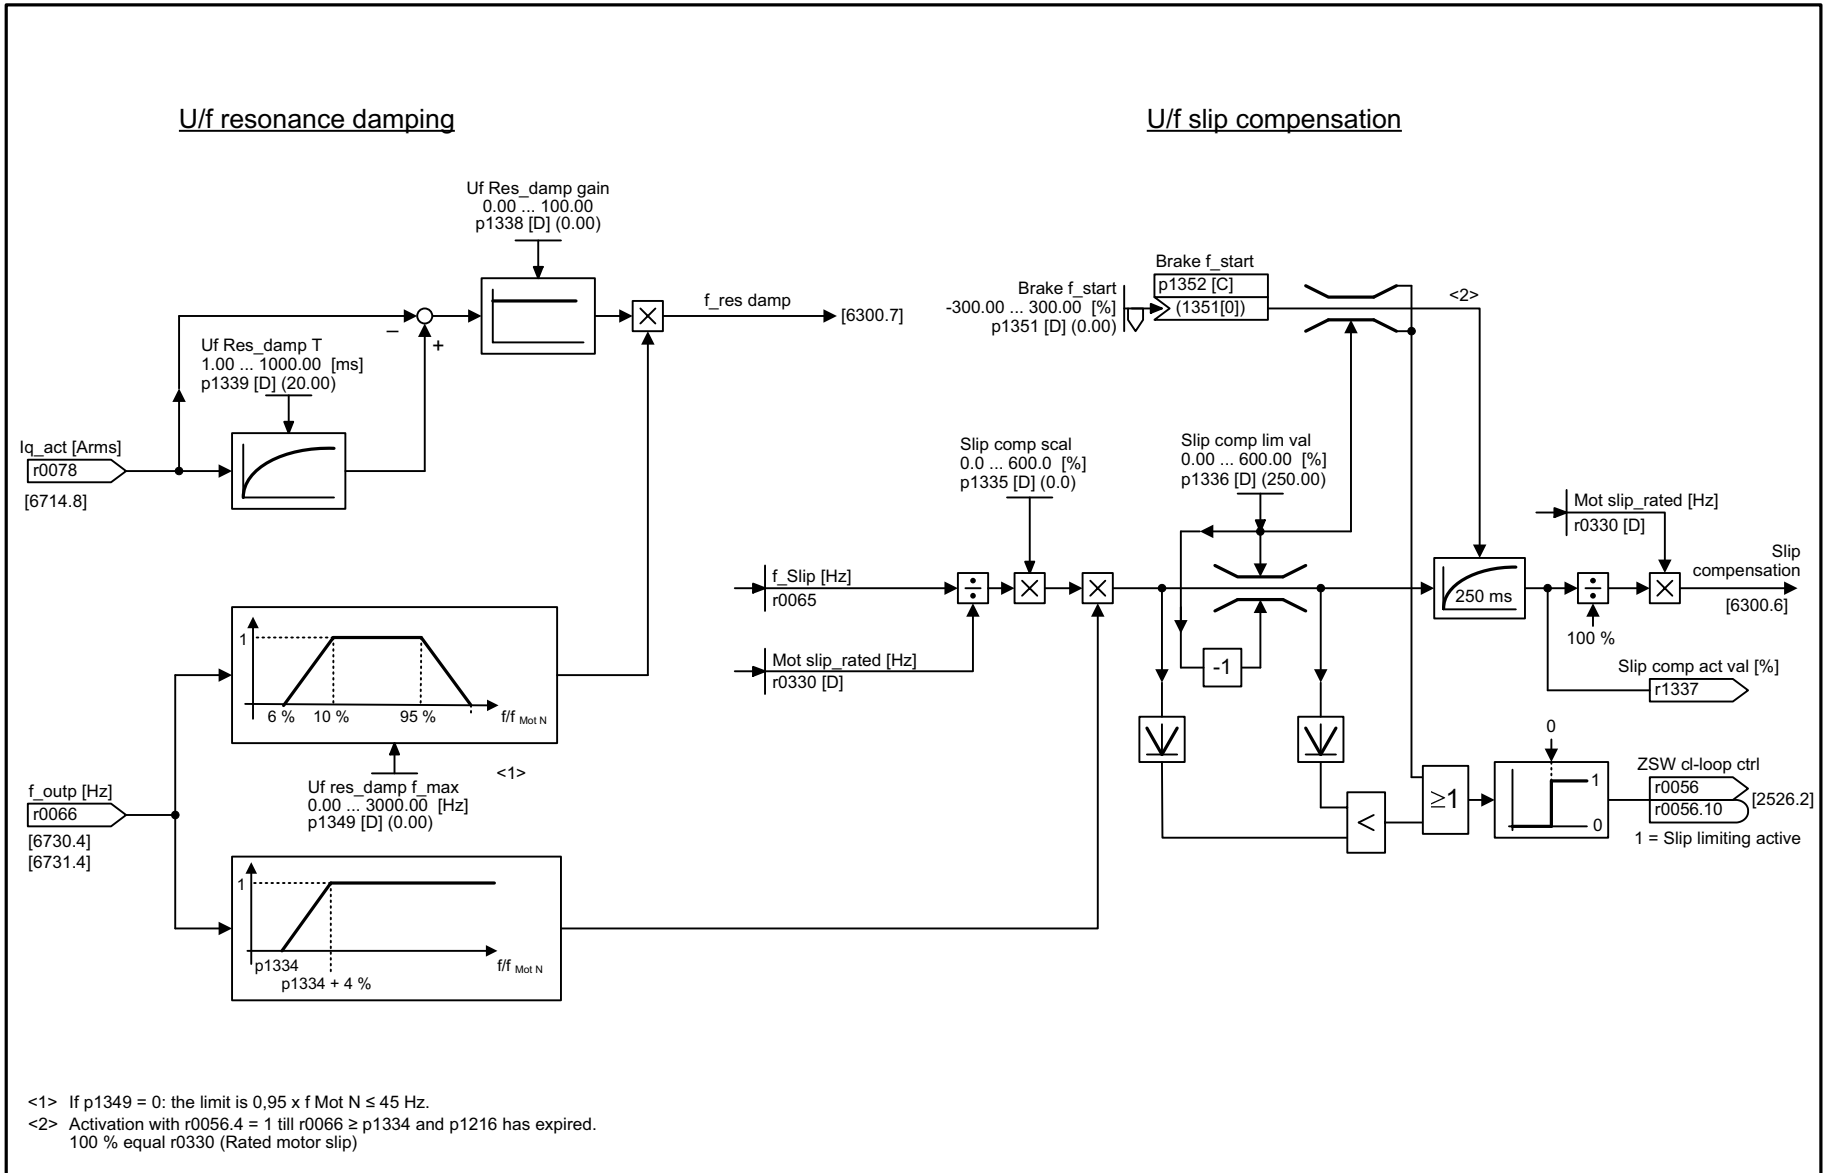 U/f resonance damping
U/f slip compensation
Uf Res_damp gain
0.00 ... 100.00
p1338 [D] (0.00)
f_res damp
[6300.7]
−
+
Uf Res_damp T
1.00 ... 1000.00 [ms]
p1339 [D] (20.00)
Iq_act [Arms]
r0078
[6714.8]
1
6 %
10 %
95 %
f/f Mot N
<1>
Uf res_damp f_max
0.00 ... 3000.00 [Hz]
p1349 [D] (0.00)
f_outp [Hz]
r0066
[6730.4]
[6731.4]
1
p1334
p1334 + 4 %
f/f Mot N
Brake f_start
-300.00 ... 300.00 [%]
p1351 [D] (0.00)
Brake f_start
p1352 [C]
(1351[0])
<2>
Slip comp scal
0.0 ... 600.0 [%]
p1335 [D] (0.0)
Slip comp lim val
0.00 ... 600.00 [%]
p1336 [D] (250.00)
f_Slip [Hz]
r0065
÷
×
×
×
Mot slip_rated [Hz]
r0330 [D]
-1
250 ms
Mot slip_rated [Hz]
r0330 [D]
÷
×
100 %
Slip
compensation
[6300.6]
Slip comp act val [%]
r1337
<
≥1
0
1
0
ZSW cl-loop ctrl
r0056
r0056.10
[2526.2]
1 = Slip limiting active
<1> If p1349 = 0: the limit is 0,95 x f Mot N ≤ 45 Hz.
<2> Activation with r0056.4 = 1 till r0066 ≥ p1334 and p1216 has expired.
100 % equal r0330 (Rated motor slip)